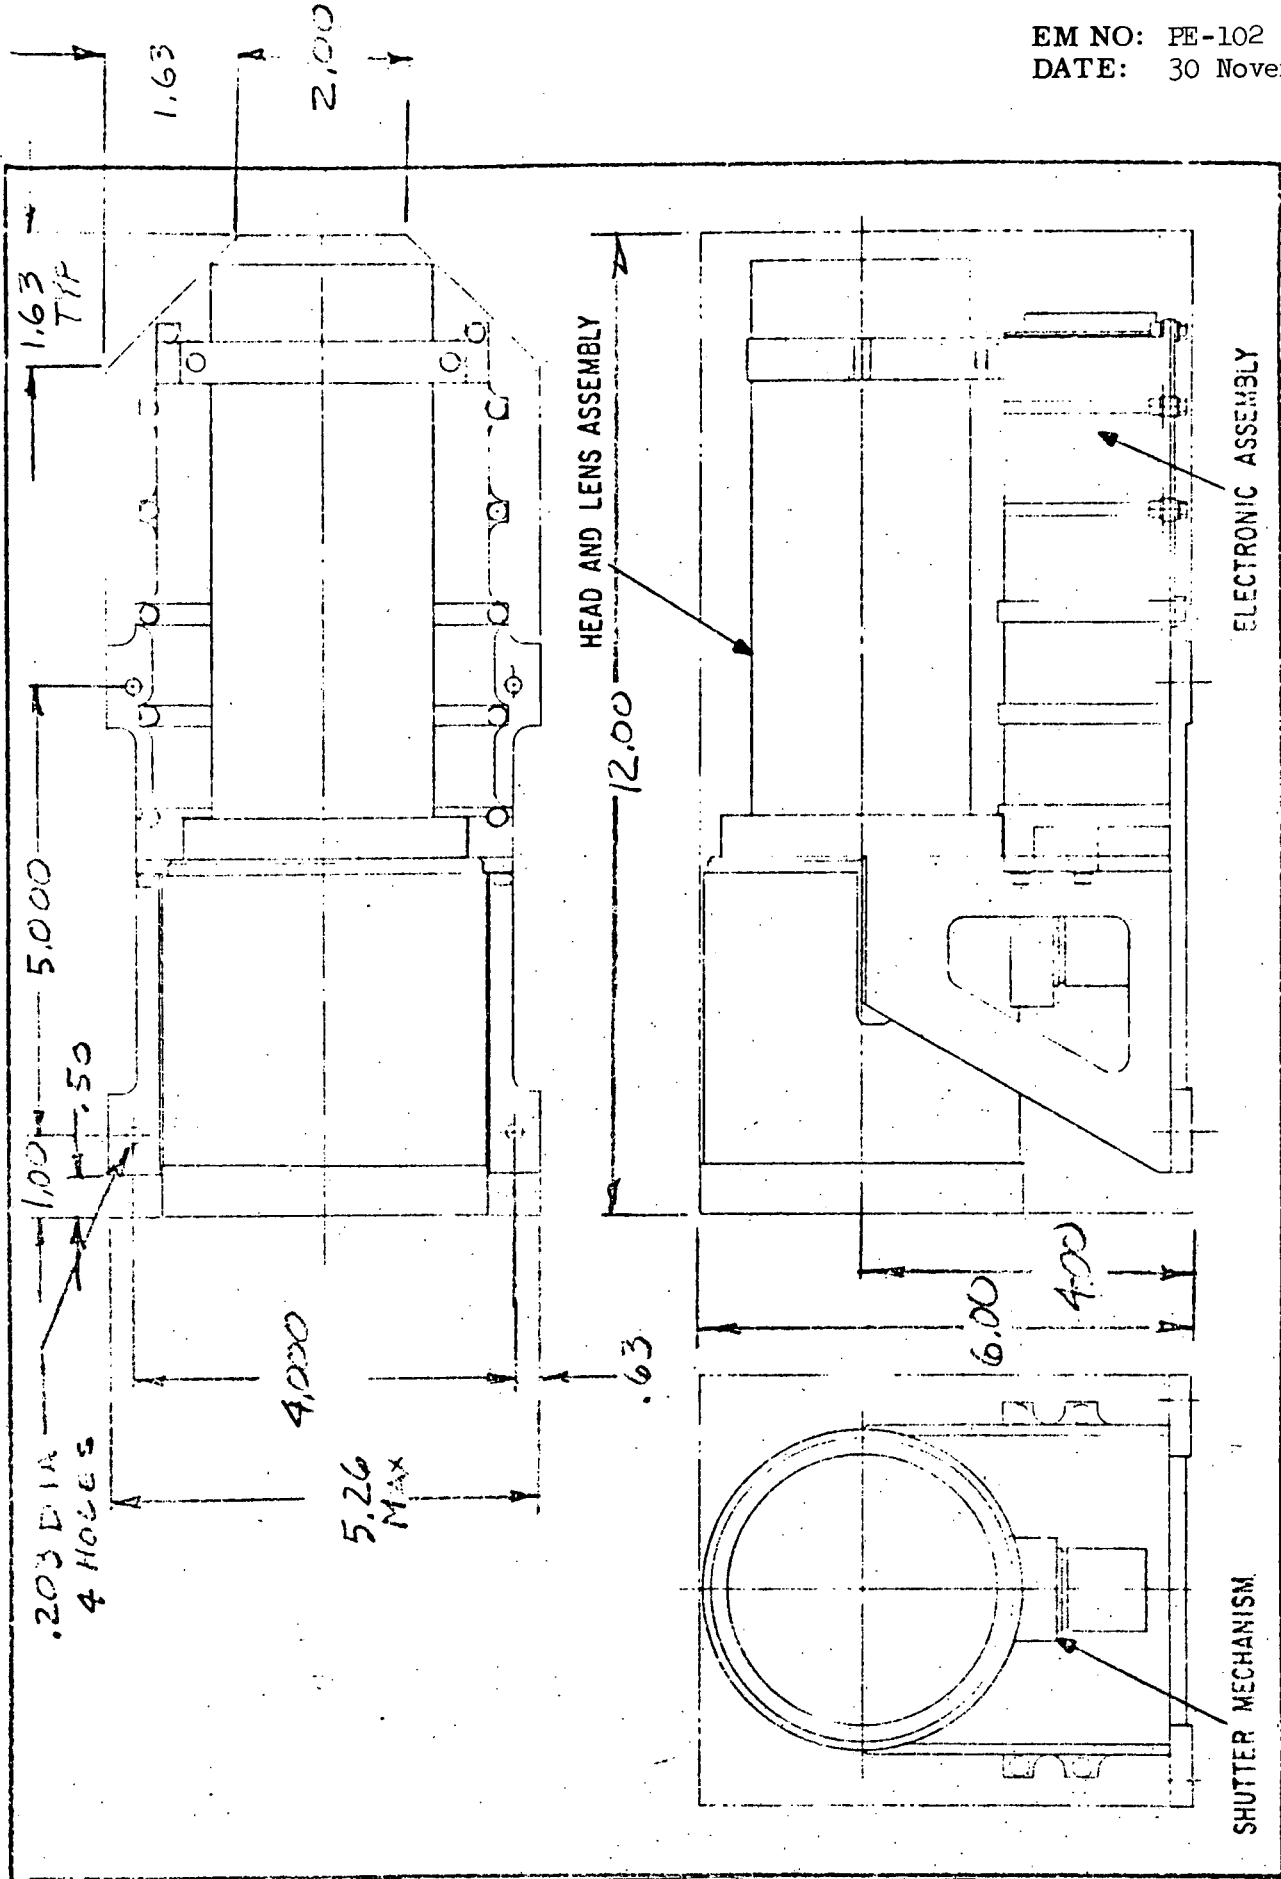 EM NO: PE-102
DATE: 30 Nove
1.63
2.00
1.63
TYP
5.000
1.00
.50
.203 DIA
4 HOLES
4.000
5.26
MAX
.63
HEAD AND LENS ASSEMBLY
12.00
ELECTRONIC ASSEMBLY
6.00
4.00
SHUTTER MECHANISM